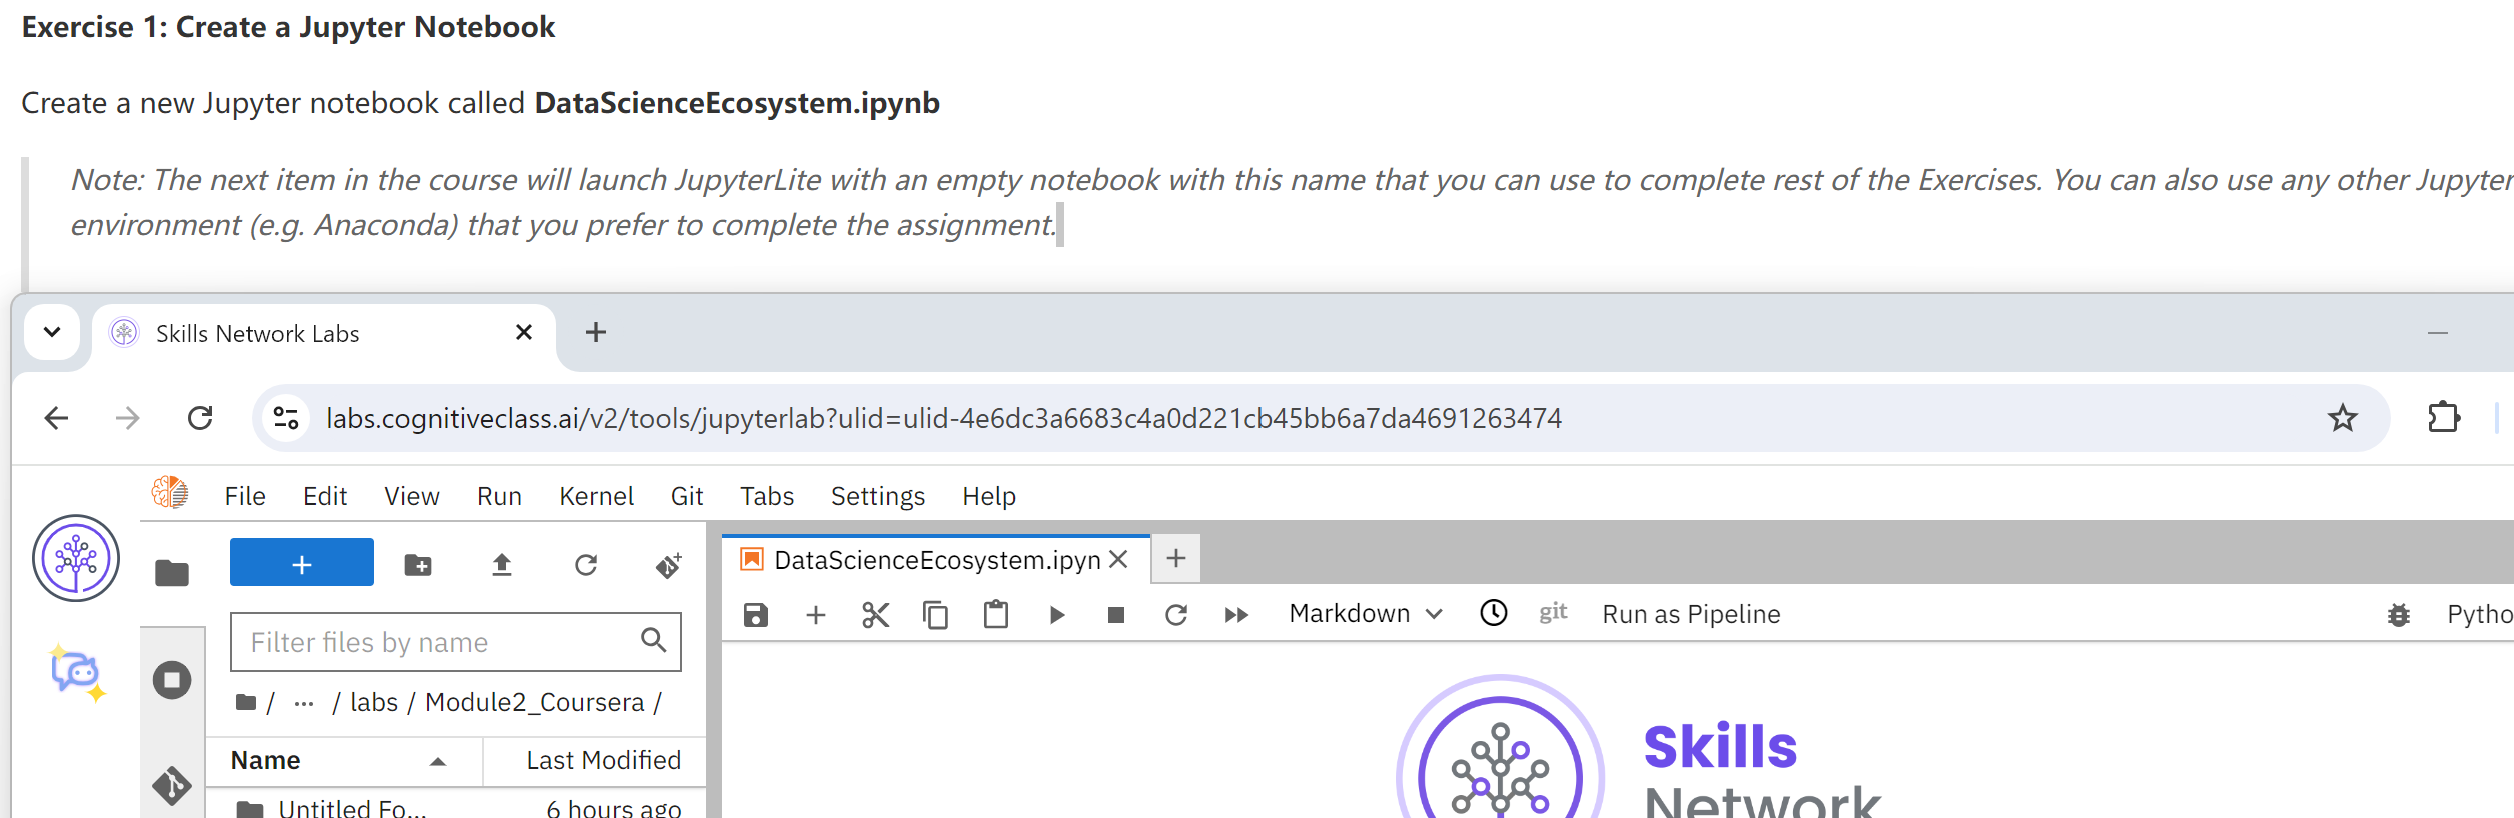 Exercise 1: Create a Jupyter Notebook
Create a new Jupyter notebook called DataScienceEcosystem.ipynb
Note: The next item in the course will launch JupyterLite with an empty notebook with this name that you can use to complete rest of the Exercises. You can also use any other Jupyter
environment (e.g. Anaconda) that you prefer to complete the assignment.
Skills Network Labs
labs.cognitiveclass.ai/v2/tools/jupyterlab?ulid=ulid-4e6dc3a6683c4a0d221cb45bb6a7da4691263474
File Edit View Run Kernel Git Tabs Settings Help
DataScienceEcosystem.ipyn
Markdown git Run as Pipeline Pytho
Filter files by name
/ ... / labs / Module2_Coursera /
Name Last Modified
Untitled Fo... 6 hours ago
Skills
Network